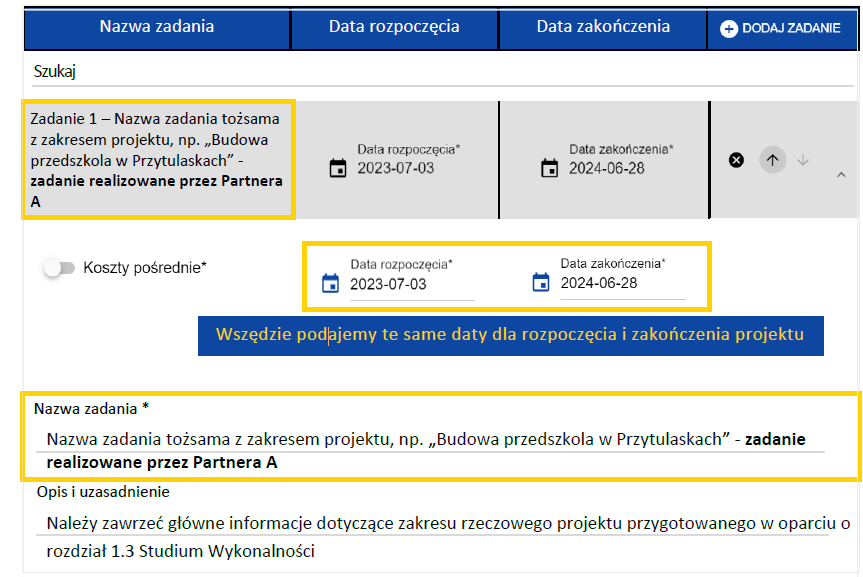 Nazwa zadania Data rozpoczęcia Data zakończenia DODAJ ZADANIE
Szukaj
Zadanie 1 – Nazwa zadania tożsama
z zakresem projektu, np. „Budowa
przedszkola w Przytulaskach” -
zadanie realizowane przez Partnera
A
Data rozpoczęcia*
2023-07-03
Data zakończenia*
2024-06-28
Koszty pośrednie*
Data rozpoczęcia*
2023-07-03
Data zakończenia*
2024-06-28
Wszędzie podajemy te same daty dla rozpoczęcia i zakończenia projektu
Nazwa zadania *
Nazwa zadania tożsama z zakresem projektu, np. „Budowa przedszkola w Przytulaskach” - zadanie
realizowane przez Partnera A
Opis i uzasadnienie
Należy zawrzeć główne informacje dotyczące zakresu rzeczowego projektu przygotowanego w oparciu o
rozdział 1.3 Studium Wykonalności